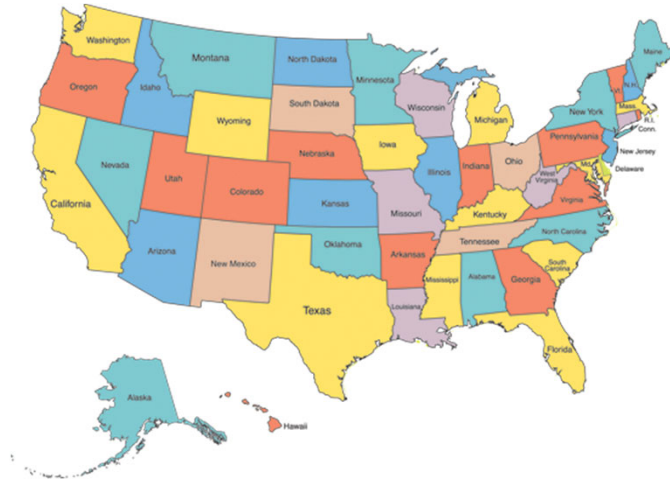 Washington
Oregon
Idaho
Montana
North Dakota
South Dakota
Wyoming
Minnesota
Wisconsin
Michigan
Maine
Vt.
N.H.
New York
Mass.
R.I.
Conn.
Pennsylvania
New Jersey
Md.
Delaware
Nevada
Utah
Colorado
Nebraska
Iowa
Illinois
Indiana
Ohio
West
Virginia
Virginia
California
Kansas
Missouri
Kentucky
Arizona
New Mexico
Oklahoma
Arkansas
Tennessee
North Carolina
South
Carolina
Texas
Louisiana
Mississippi
Alabama
Georgia
Florida
Alaska
Hawaii